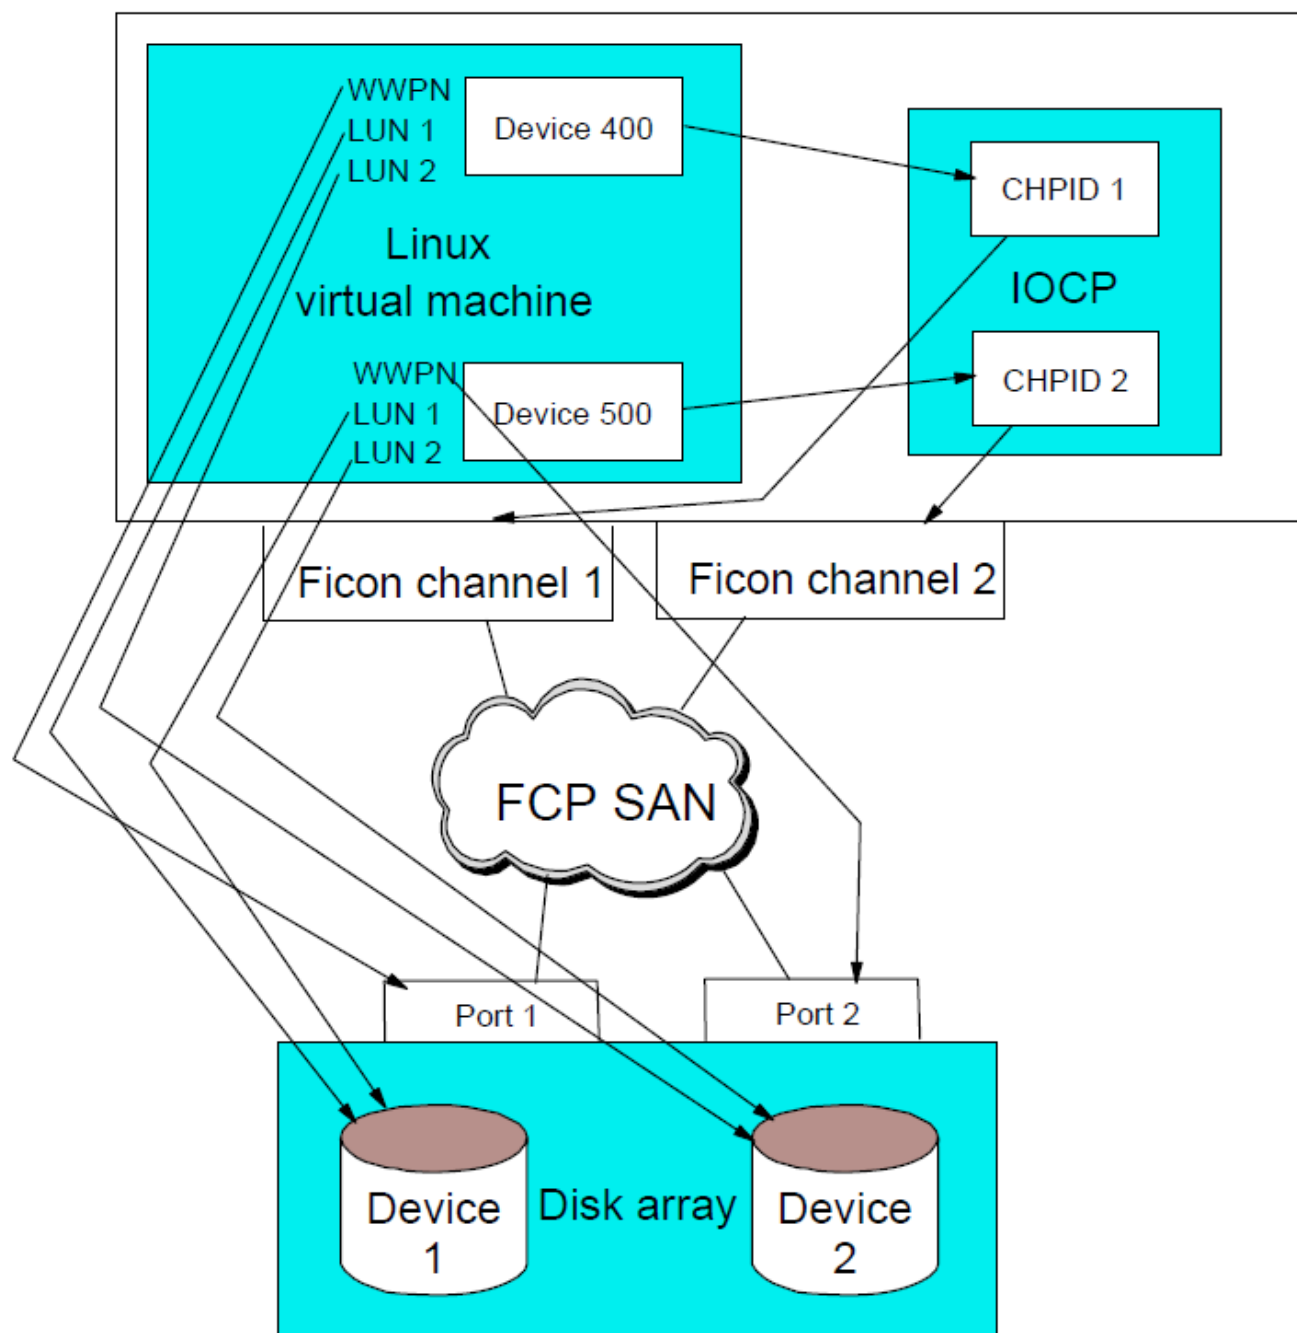 WWPN
LUN 1
LUN 2
Device 400
CHPID 1
Linux
virtual machine
IOCP
WWPN
LUN 1
LUN 2
Device 500
CHPID 2
Ficon channel 1
Ficon channel 2
FCP SAN
Port 1
Port 2
Device
1
Disk array
Device
2